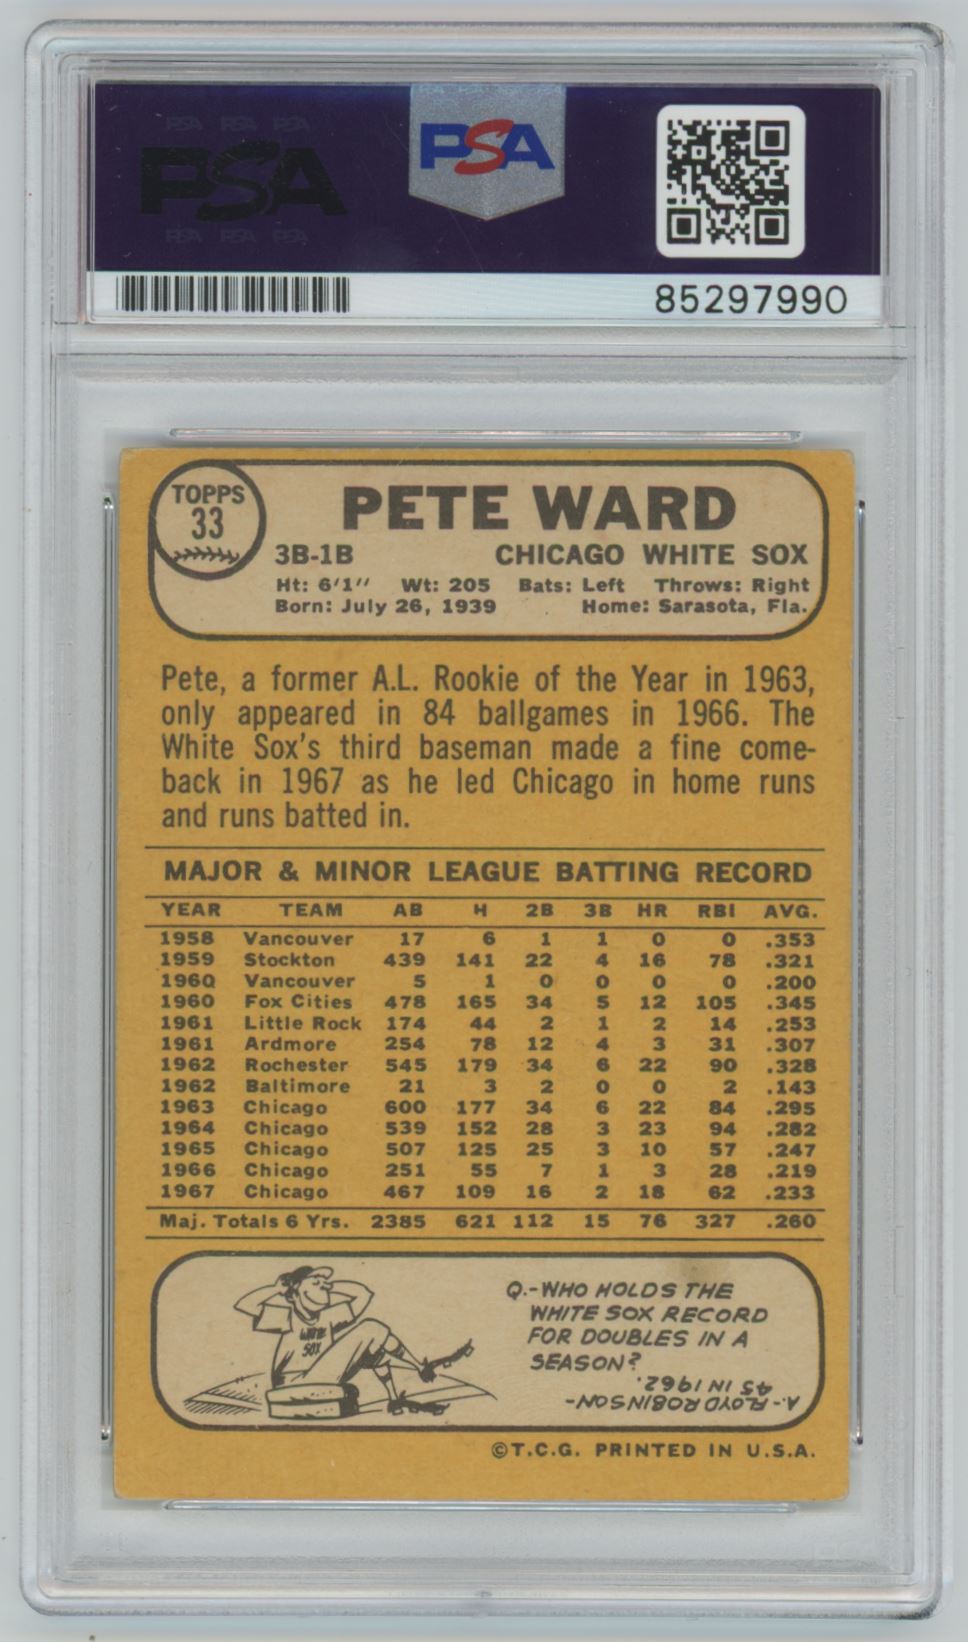 PSA PSA PSA
PSA
PSA PSA PSA
PSA
85297990
TOPPS
33
PETE WARD
3B-1B CHICAGO WHITE SOX
Ht: 6'1" Wt: 205 Bats: Left Throws: Right
Born: July 26, 1939 Home: Sarasota, Fla.
Pete, a former A.L. Rookie of the Year in 1963,
only appeared in 84 ballgames in 1966. The
White Sox's third baseman made a fine come-
back in 1967 as he led Chicago in home runs
and runs batted in.
MAJOR & MINOR LEAGUE BATTING RECORD
YEAR TEAM AB H 2B 3B HR RBI AVG.
1958 Vancouver 17 6 1 1 0 0 .353
1959 Stockton 439 141 22 4 16 78 .321
1960 Vancouver 5 1 0 0 0 0 .200
1960 Fox Cities 478 165 34 5 12 105 .345
1961 Little Rock 174 44 2 1 2 14 .253
1961 Ardmore 254 78 12 4 3 31 .307
1962 Rochester 545 179 34 6 22 90 .328
1962 Baltimore 21 3 2 0 0 2 .143
1963 Chicago 600 177 34 6 22 84 .295
1964 Chicago 539 152 28 3 23 94 .282
1965 Chicago 507 125 25 3 10 57 .247
1966 Chicago 251 55 7 1 3 28 .219
1967 Chicago 467 109 16 2 18 62 .233
Maj. Totals 6 Yrs. 2385 621 112 15 76 327 .260
WHITE
SOX
Q.-WHO HOLDS THE
WHITE SOX RECORD
FOR DOUBLES IN A
SEASON?
A.-FLOYD ROBINSON-
45 IN 1962.
©T.C.G. PRINTED IN U.S.A.